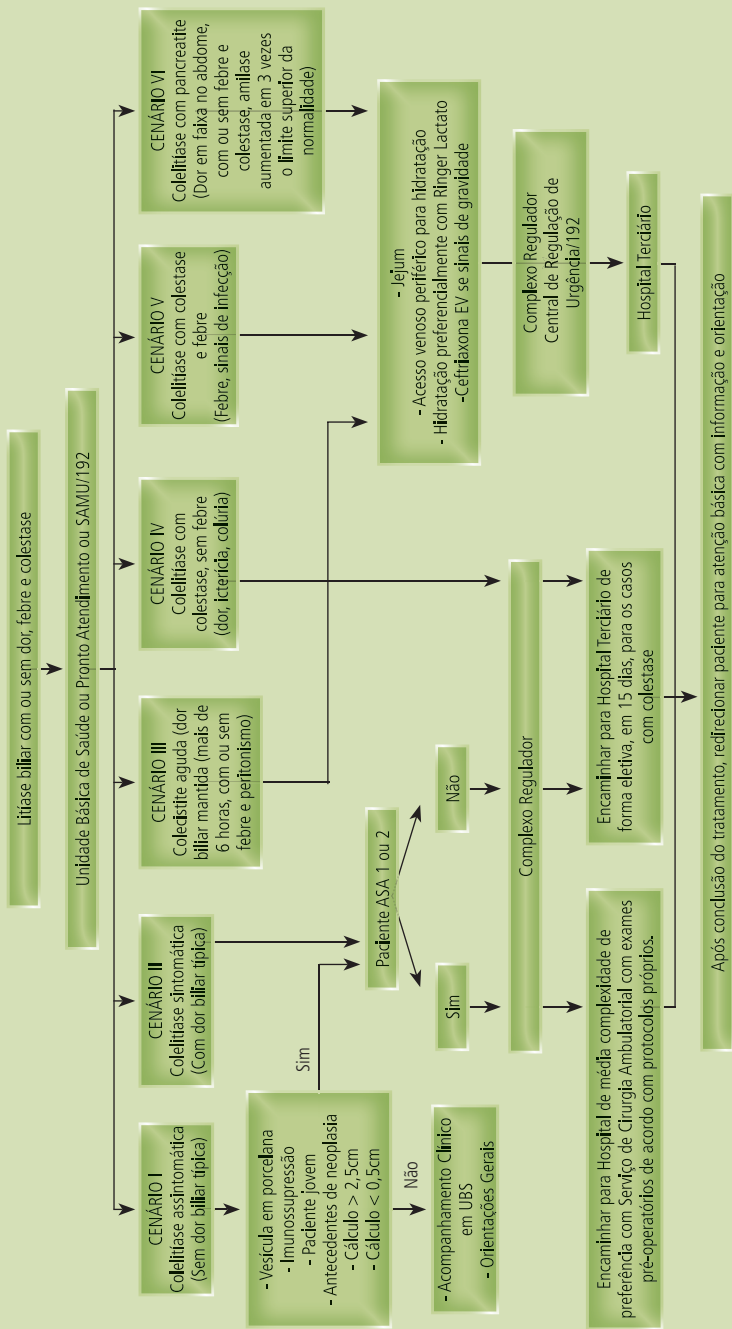 Litíase biliar com ou sem dor, febre e colestase
Unidade Básica de Saúde ou Pronto Atendimento ou SAMU/192
CENÁRIO I
Colelitíase assintomática
(Sem dor biliar típica)
CENÁRIO II
Colelitíase sintomática
(Com dor biliar típica)
CENÁRIO III
Colecistite aguda (dor
biliar mantida (mais de
6 horas, com ou sem
febre e peritonismo)
CENÁRIO IV
Colelitíase com
colestase, sem febre
(dor, icterícia, colúria)
CENÁRIO V
Colelitíase com colestase
e febre
(Febre, sinais de infecção)
CENÁRIO VI
Colelitíase com pancreatite
(Dor em faixa no abdome,
com ou sem febre e
colestase, amilase
aumentada em 3 vezes
o limite superior da
normalidade)
- Vesícula em porcelana
- Imunossupressão
- Paciente jovem
- Antecedentes de neoplasia
- Cálculo > 2,5cm
- Cálculo < 0,5cm
Sim
Não
- Acompanhamento Clínico
em UBS
- Orientações Gerais
Paciente ASA 1 ou 2
Sim
Não
- Jejum
- Acesso venoso periférico para hidratação
- Hidratação preferencialmente com Ringer Lactato
-Ceftriaxona EV se sinais de gravidade
Complexo Regulador
Complexo Regulador
Central de Regulação de
Urgência/192
Hospital Terciário
Encaminhar para Hospital de média complexidade de
preferência com Serviço de Cirurgia Ambulatorial com exames
pré-operatórios de acordo com protocolos próprios.
Encaminhar para Hospital Terciário de
forma eletiva, em 15 dias, para os casos
com colestase
Após conclusão do tratamento, redirecionar paciente para atenção básica com informação e orientação